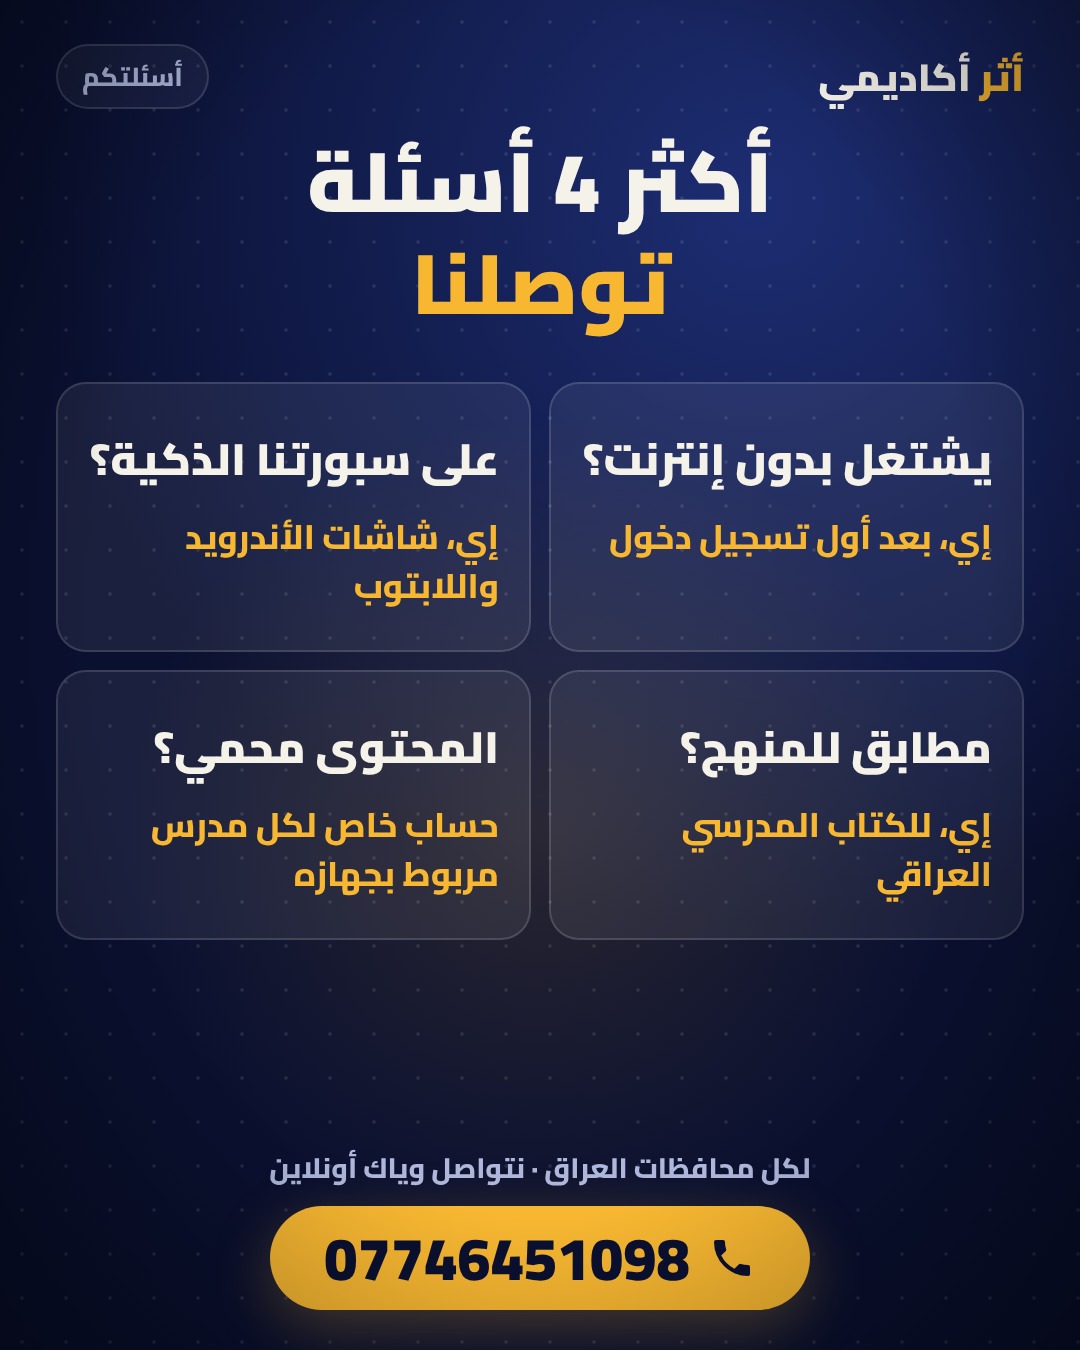 أثر أكاديمي
أسئلتكم
أكثر 4 أسئلة
توصلنا
يشتغل بدون إنترنت؟
إي، بعد أول تسجيل دخول
على سبورتنا الذكية؟
إي، شاشات الأندرويد
واللابتوب
مطابق للمنهج؟
إي، للكتاب المدرسي
العراقي
المحتوى محمي؟
حساب خاص لكل مدرس
مربوط بجهازه
لكل محافظات العراق · نتواصل وياك أونلاين
07746451098